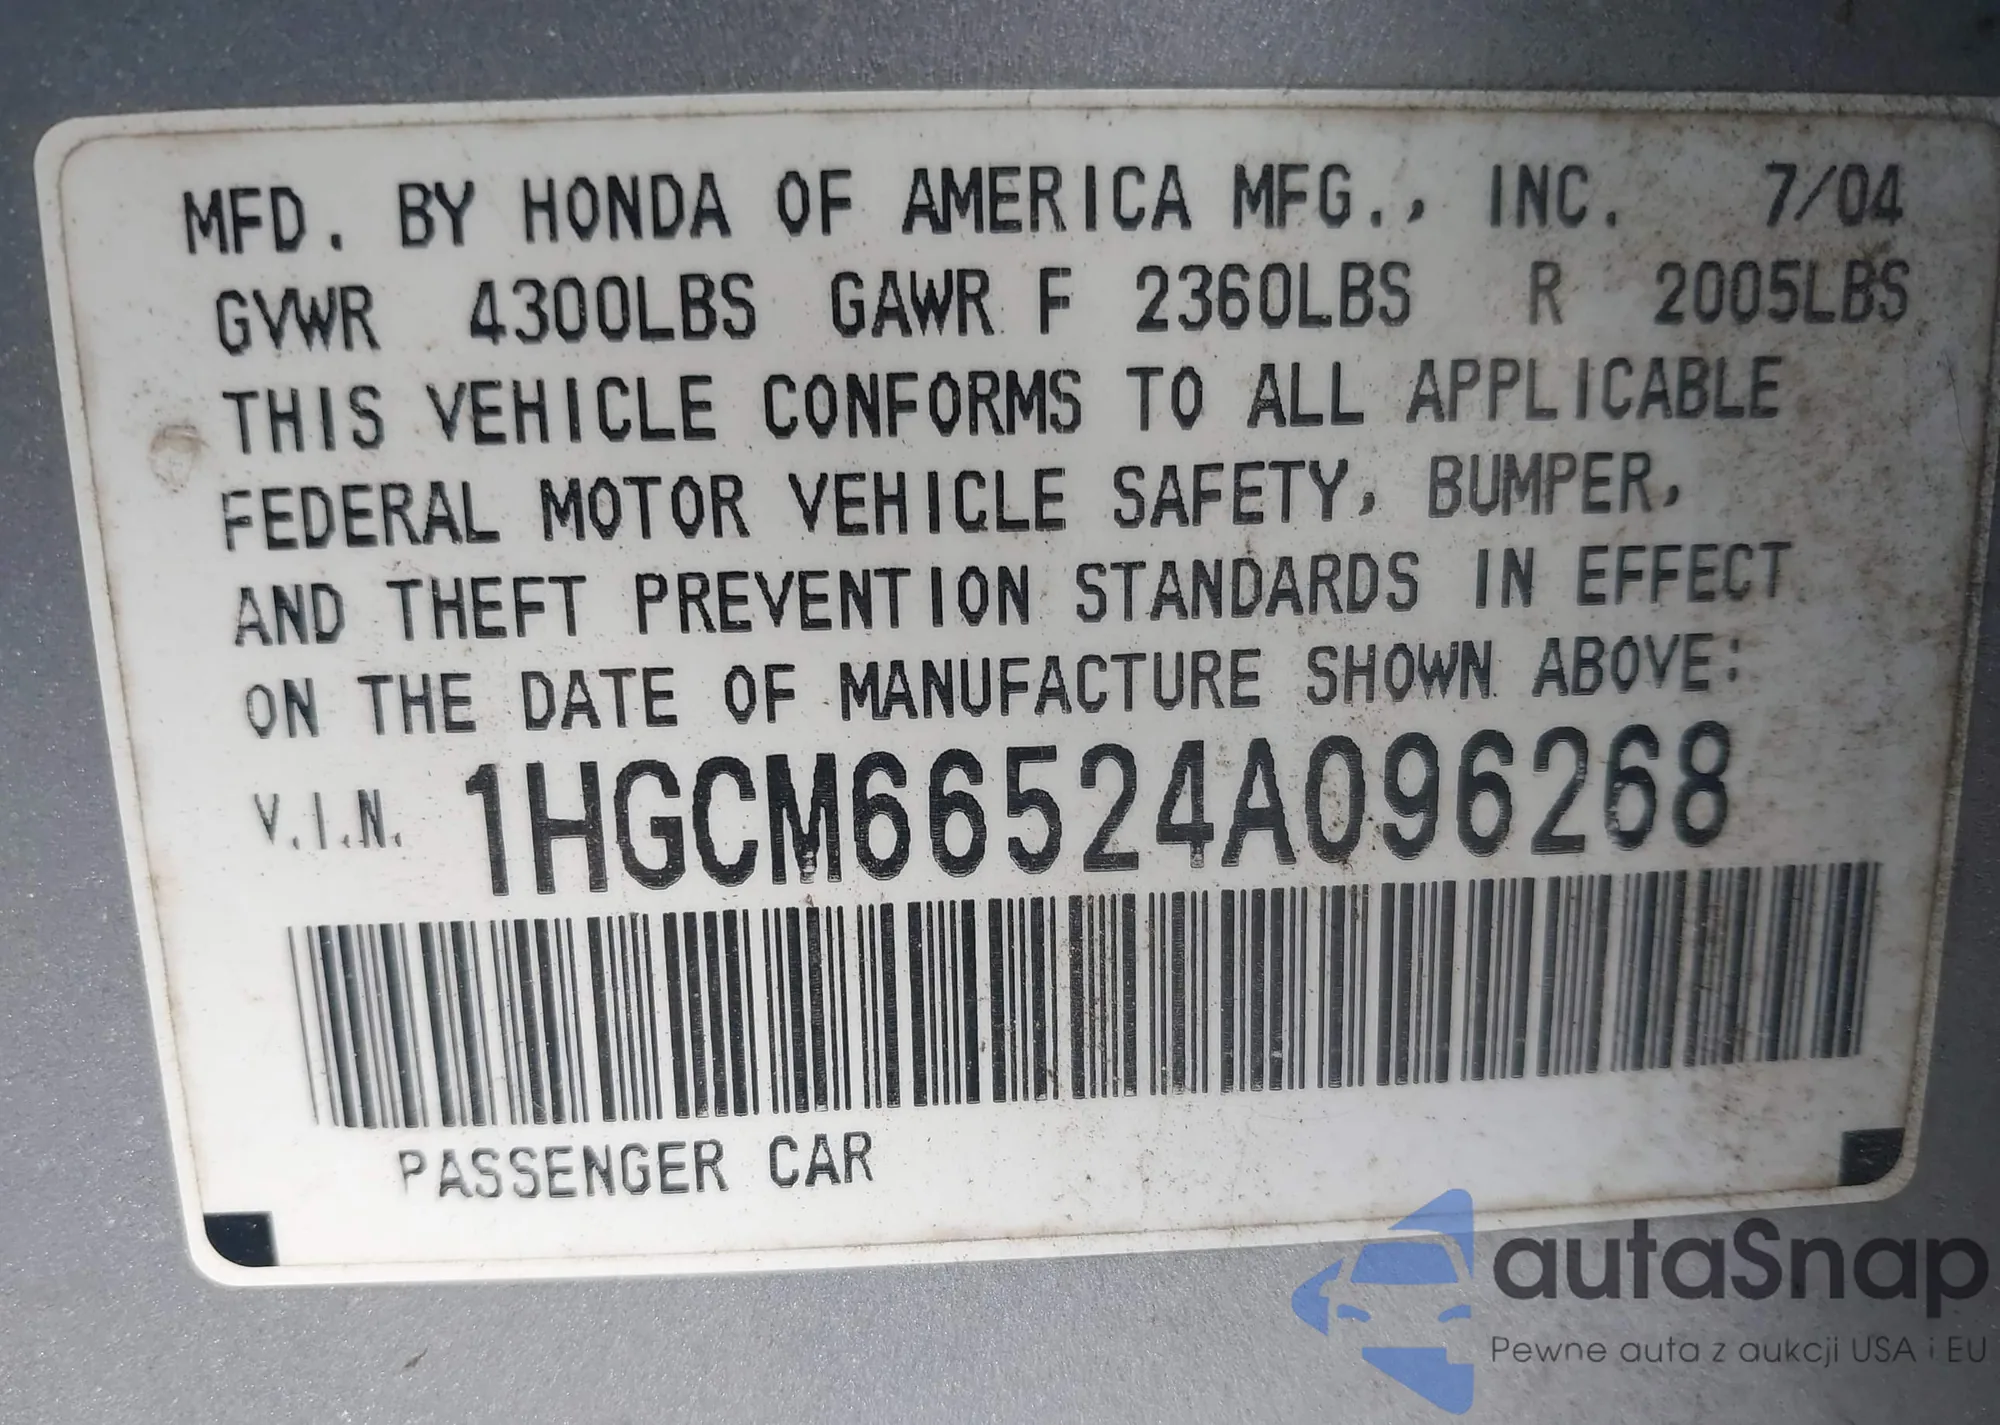 MFD. BY HONDA OF AMERICA MFG., INC. 7/04
GVWR 4300LBS GAWR F 2360LBS R 2005LBS
THIS VEHICLE CONFORMS TO ALL APPLICABLE
FEDERAL MOTOR VEHICLE SAFETY, BUMPER,
AND THEFT PREVENTION STANDARDS IN EFFECT
ON THE DATE OF MANUFACTURE SHOWN ABOVE:
V.I.N. 1HGCM66524A096268
PASSENGER CAR
autaSnap
Pewne auta z aukcji USA i EU